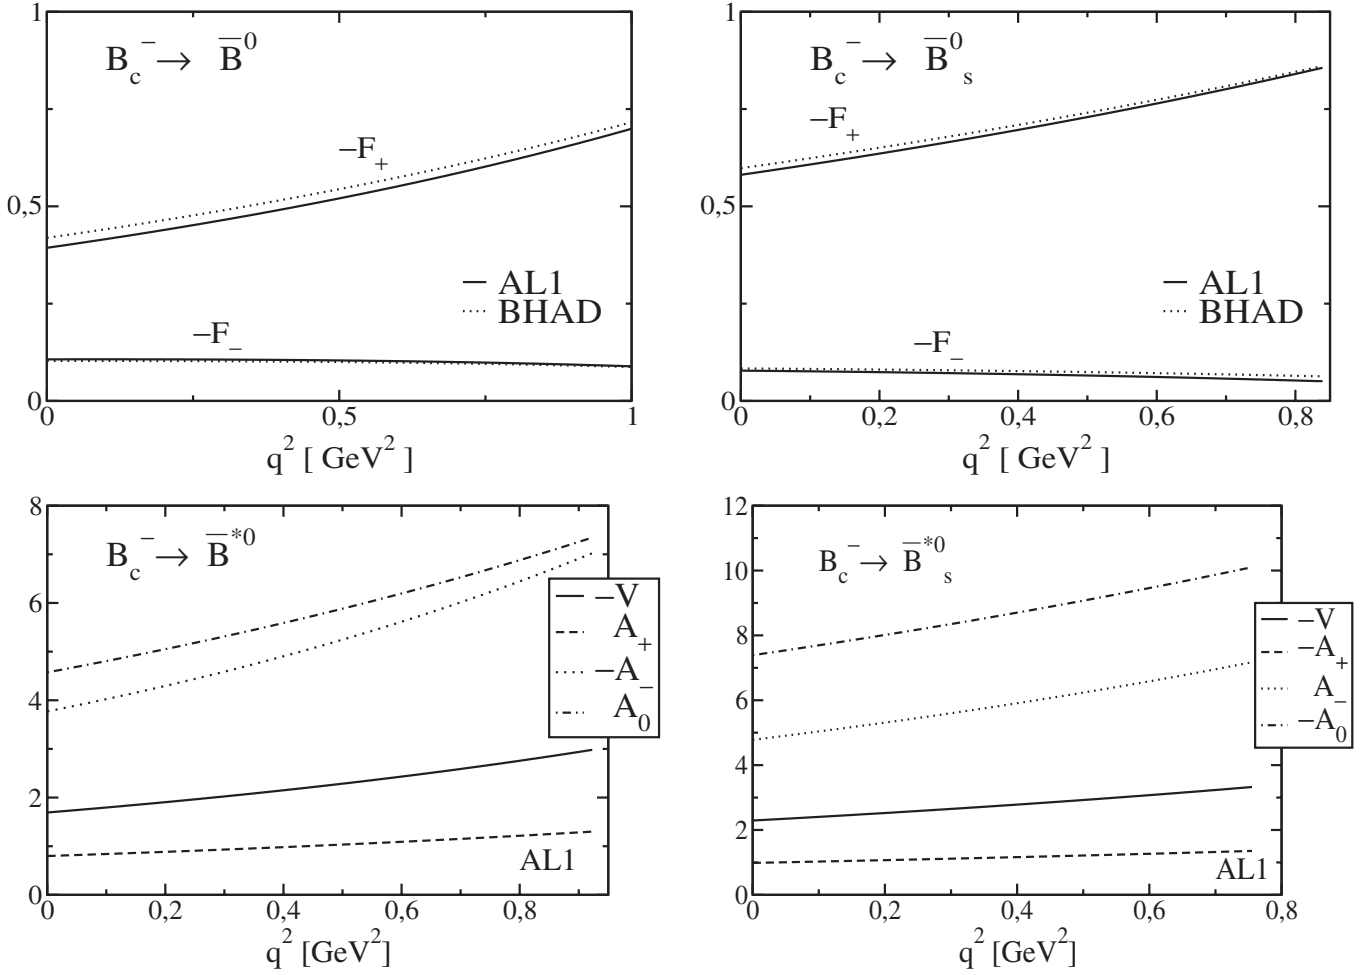 1
B_c^- → B̅^0
-F_+
0,5
AL1
BHAD
-F_-
0
0 0,5 1
q^2 [ GeV^2 ]
1
B_c^- → B̅^0_s
-F_+
0,5
AL1
BHAD
-F_-
0
0 0,2 0,4 0,6 0,8
q^2 [ GeV^2 ]
8
B_c^- → B̅^{*0}
6
-V
A_+
-A_-
A_0
4
2
AL1
0
0 0,2 0,4 0,6 0,8
q^2 [GeV^2]
12
B_c^- → B̅^{*0}_s
10
-V
-A_+
A_-
-A_0
8
6
4
2
AL1
0
0 0,2 0,4 0,6 0,8
q^2 [GeV^2]